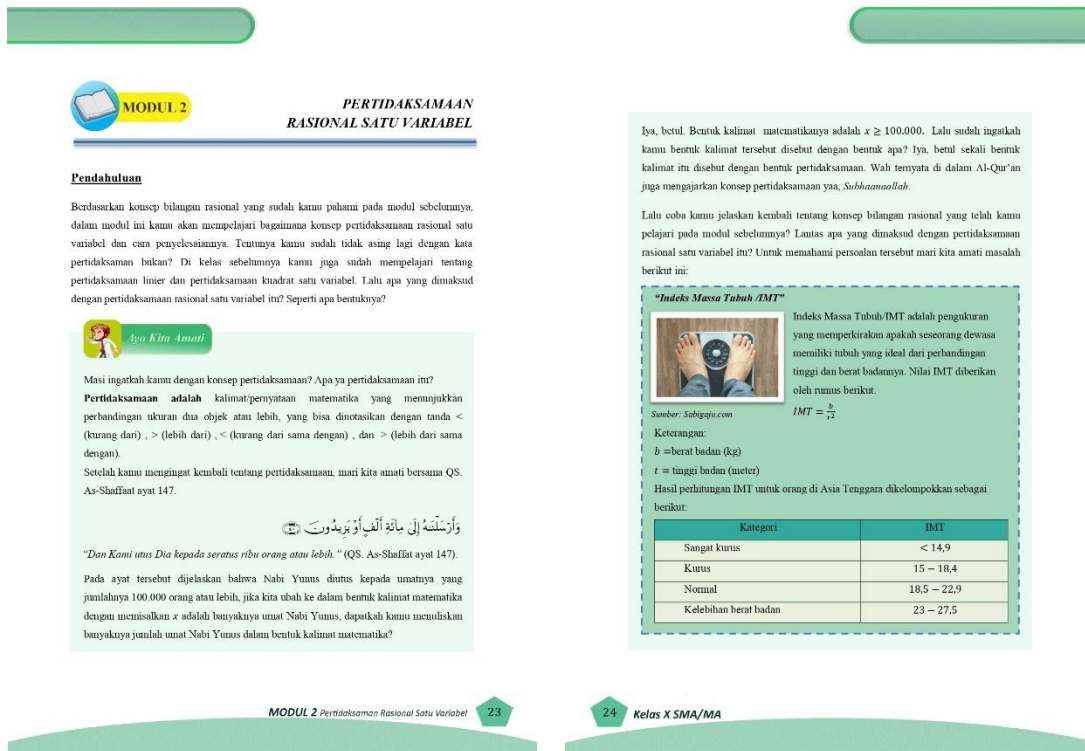 MODUL 2
PERTIDAKSAMAAN
RASIONAL SATU VARIABEL
Pendahuluan
Berdasarkan konsep bilangan rasional yang sudah kamu pahami pada modul sebelumnya,
dalam modul ini kamu akan mempelajari bagaimana konsep pertidaksamaan rasional satu
variabel dan cara penyelesaiannya. Tentunya kamu sudah tidak asing lagi dengan kata
pertidaksaman bukan? Di kelas sebelumnya kamu juga sudah mempelajari tentang
pertidaksamaan linier dan pertidaksamaan kuadrat satu variabel. Lalu apa yang dimaksud
dengan pertidaksamaan rasional satu variabel itu? Seperti apa bentuknya?
Ayo Kita Amati
Masi ingatkah kamu dengan konsep pertidaksamaan? Apa ya pertidaksamaan itu?
Pertidaksamaan adalah kalimat/pernyataan matematika yang menunjukkan
perbandingan ukuran dua objek atau lebih, yang bisa dinotasikan dengan tanda <
(kurang dari) , > (lebih dari) , < (kurang dari sama dengan) , dan > (lebih dari sama
dengan).
Setelah kamu mengingat kembali tentang pertidaksamaan, mari kita amati bersama QS.
As-Shaffaat ayat 147.
وَأَرْسَلْنَٰهُ إِلَىٰ مِا۟ئَةِ أَلْفٍ أَوْ يَزِيدُونَ
"Dan Kami utus Dia kepada seratus ribu orang atau lebih." (QS. As-Shaffat ayat 147).
Pada ayat tersebut dijelaskan bahwa Nabi Yunus diutus kepada umatnya yang
jumlahnya 100.000 orang atau lebih, jika kita ubah ke dalam bentuk kalimat matematika
dengan memisalkan x adalah banyaknya umat Nabi Yunus, dapatkah kamu menuliskan
banyaknya jumlah umat Nabi Yunus dalam bentuk kalimat matematika?
MODUL 2 Pertidaksaman Rasional Satu Variabel 23
Iya, betul. Bentuk kalimat matematikanya adalah x ≥ 100.000. Lalu sudah ingatkah
kamu bentuk kalimat tersebut disebut dengan bentuk apa? Iya, betul sekali bentuk
kalimat itu disebut dengan bentuk pertidaksamaan. Wah ternyata di dalam Al-Qur'an
juga mengajarkan konsep pertidaksamaan yaa, Subhaanaallah.
Lalu coba kamu jelaskan kembali tentang konsep bilangan rasional yang telah kamu
pelajari pada modul sebelumnya? Lantas apa yang dimaksud dengan pertidaksamaan
rasional satu variabel itu? Untuk memahami persoalan tersebut mari kita amati masalah
berikut ini:
"Indeks Massa Tubuh /IMT"
Indeks Massa Tubuh/IMT adalah pengukuran
yang memperkirakan apakah seseorang dewasa
memiliki tubuh yang ideal dari perbandingan
tinggi dan berat badannya. Nilai IMT diberikan
oleh rumus berikut.
Sumber: Sabigaju.com
IMT = b/t²
Keterangan:
b =berat badan (kg)
t = tinggi badan (meter)
Hasil perhitungan IMT untuk orang di Asia Tenggara dikelompokkan sebagai
berikut:
Kategori IMT
Sangat kurus < 14,9
Kurus 15 − 18,4
Normal 18,5 − 22,9
Kelebihan berat badan 23 − 27,5
24 Kelas X SMA/MA